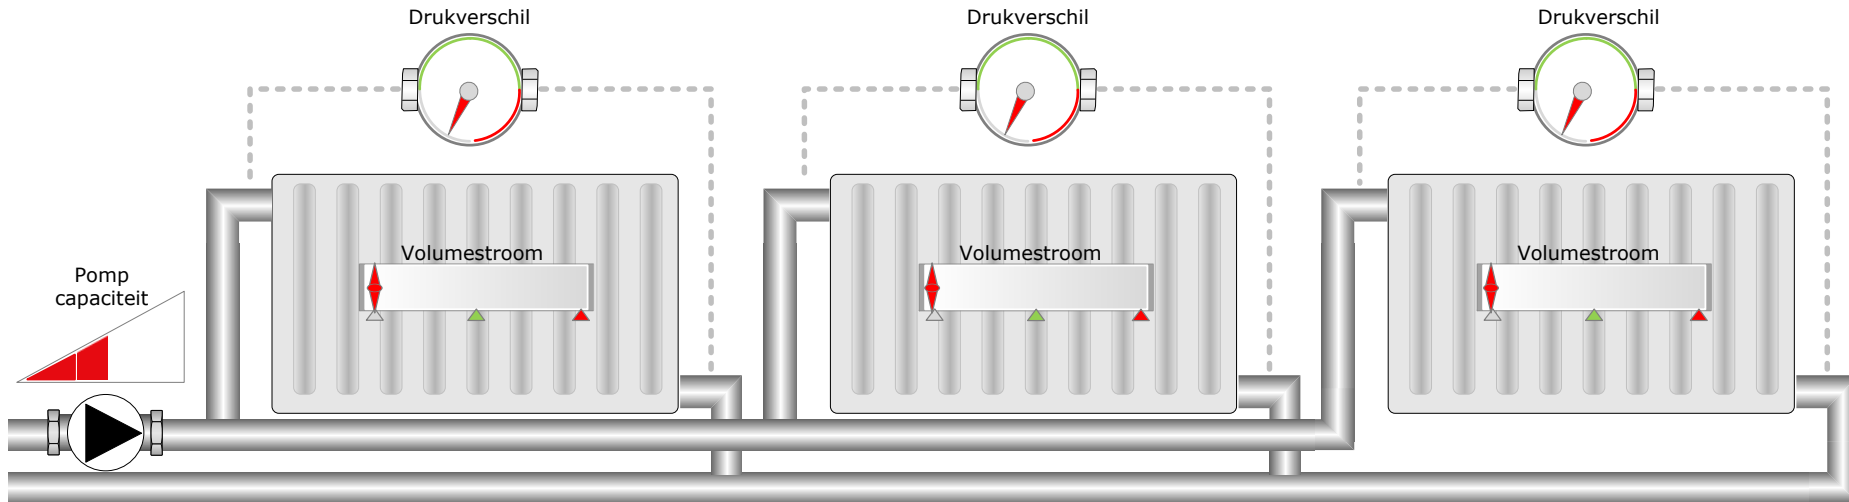 Drukverschil
Drukverschil
Drukverschil
Volumestroom
Volumestroom
Volumestroom
Pomp
capaciteit